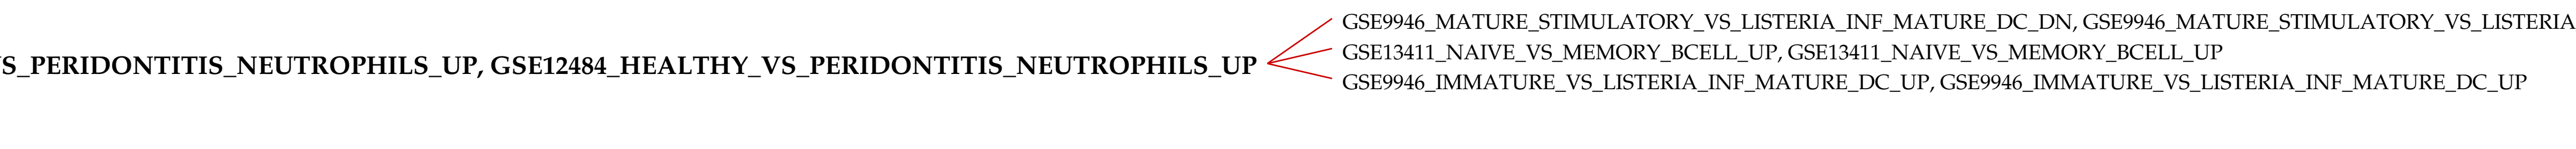 GSE9946_MATURE_STIMULATORY_VS_LISTERIA_INF_MATURE_DC_DN, GSE9946_MATURE_STIMULATORY_VS_LISTERIA
S_PERIDONTITIS_NEUTROPHILS_UP, GSE12484_HEALTHY_VS_PERIDONTITIS_NEUTROPHILS_UP
GSE13411_NAIVE_VS_MEMORY_BCELL_UP, GSE13411_NAIVE_VS_MEMORY_BCELL_UP
GSE9946_IMMATURE_VS_LISTERIA_INF_MATURE_DC_UP, GSE9946_IMMATURE_VS_LISTERIA_INF_MATURE_DC_UP